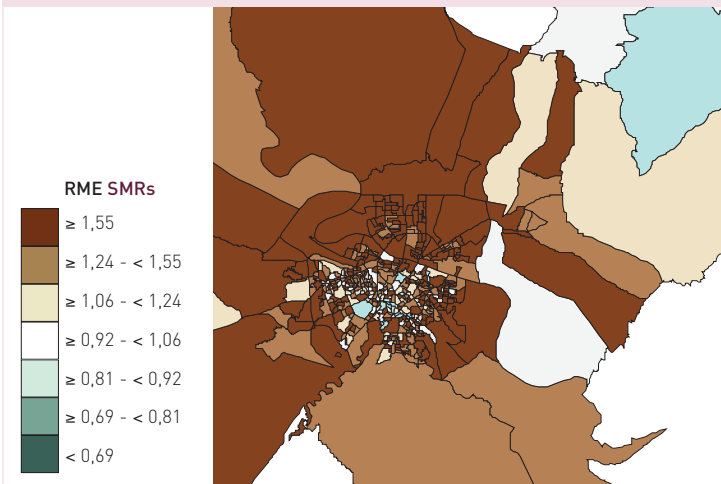 RME SMRs
≥ 1,55
≥ 1,24 - < 1,55
≥ 1,06 - < 1,24
≥ 0,92 - < 1,06
≥ 0,81 - < 0,92
≥ 0,69 - < 0,81
< 0,69